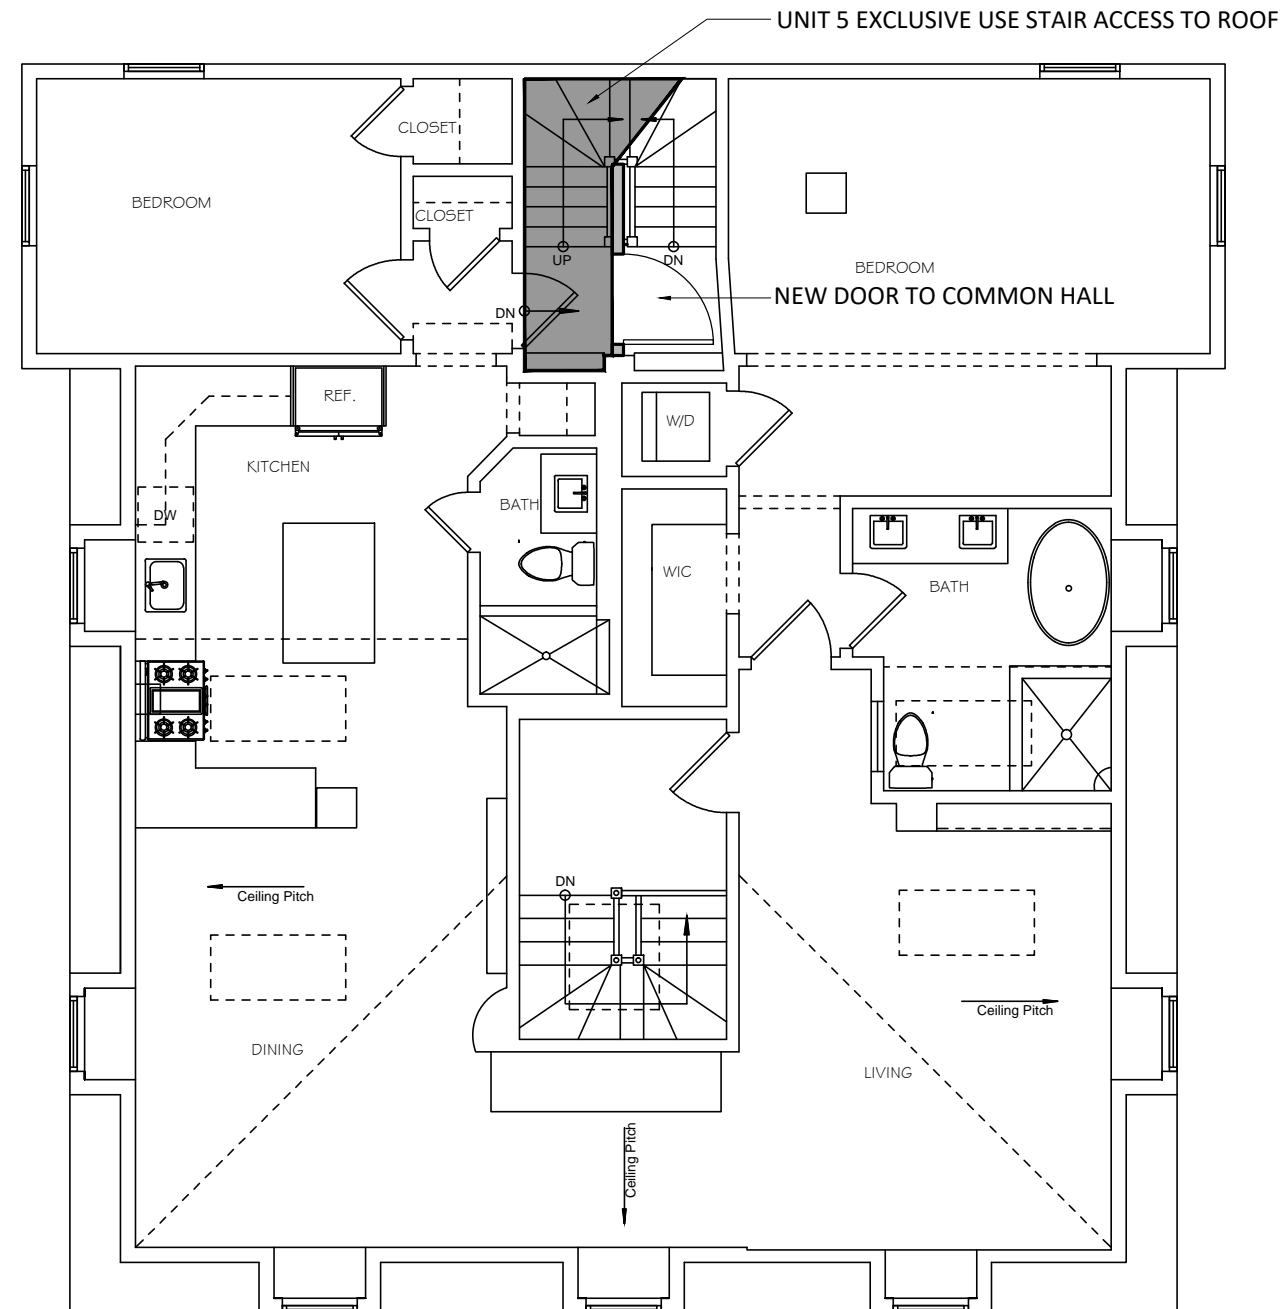 UNIT 5 EXCLUSIVE USE STAIR ACCESS TO ROOF
CLOSET
BEDROOM
CLOSET
UP
DN
BEDROOM
NEW DOOR TO COMMON HALL
DN
REF.
W/D
KITCHEN
BATH
DW
WIC
BATH
DN
Ceiling Pitch
Ceiling Pitch
DINING
LIVING
Ceiling Pitch